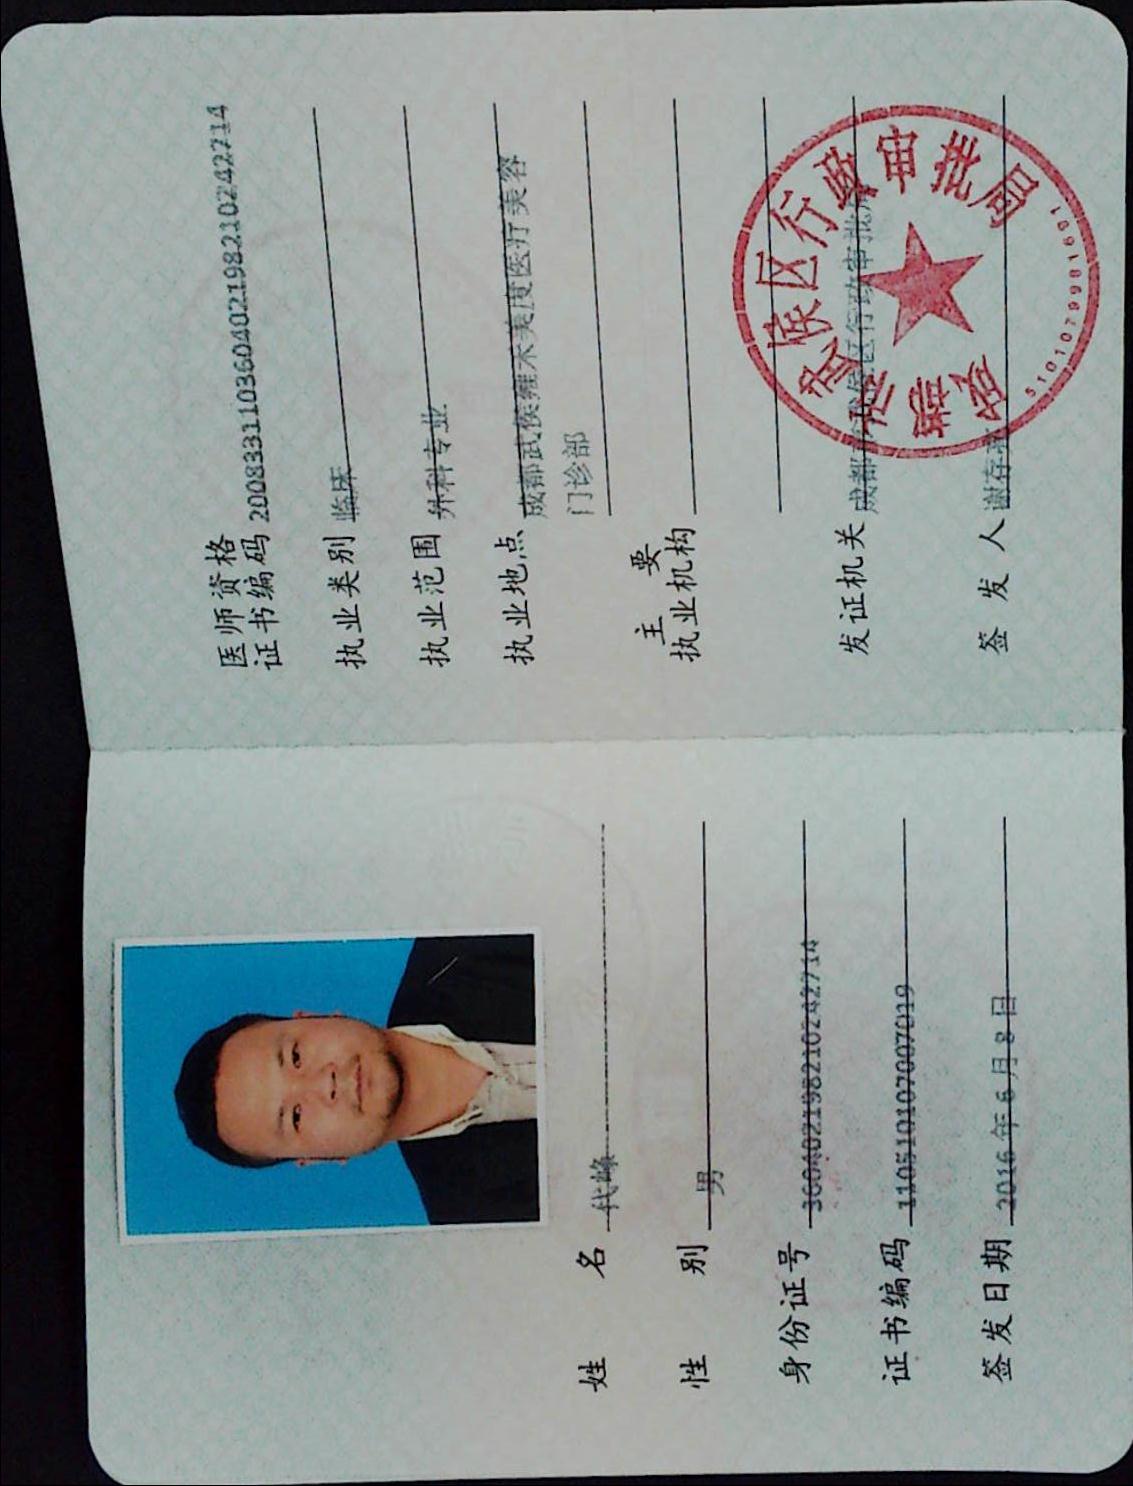 姓 名 代峰
性 别 男
身份证号 360402198210242714
证书编码 110510107007019
签发日期 2016年6月8日
医师资格
证书编码 200833110360402198210242714
执业类别 临床
执业范围 外科专业
执业地点 成都武侯雍禾美度医疗美容
门诊部
主 要
执业机构
发证机关 成都市武侯区行政审批局
签 发 人 谢存亮
成都市武侯区行政审批局
5101079981691